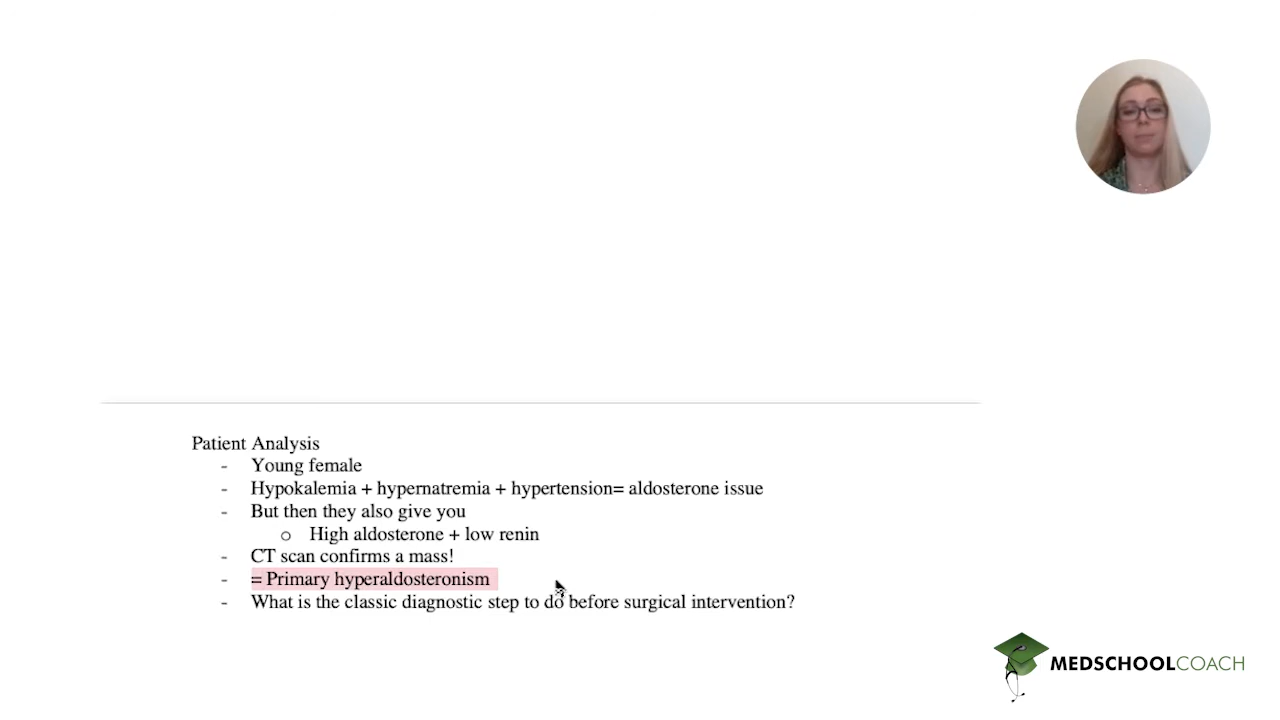 Patient Analysis
- Young female
- Hypokalemia + hypernatremia + hypertension= aldosterone issue
- But then they also give you
o High aldosterone + low renin
- CT scan confirms a mass!
- = Primary hyperaldosteronism
- What is the classic diagnostic step to do before surgical intervention?
MEDSCHOOLCOACH